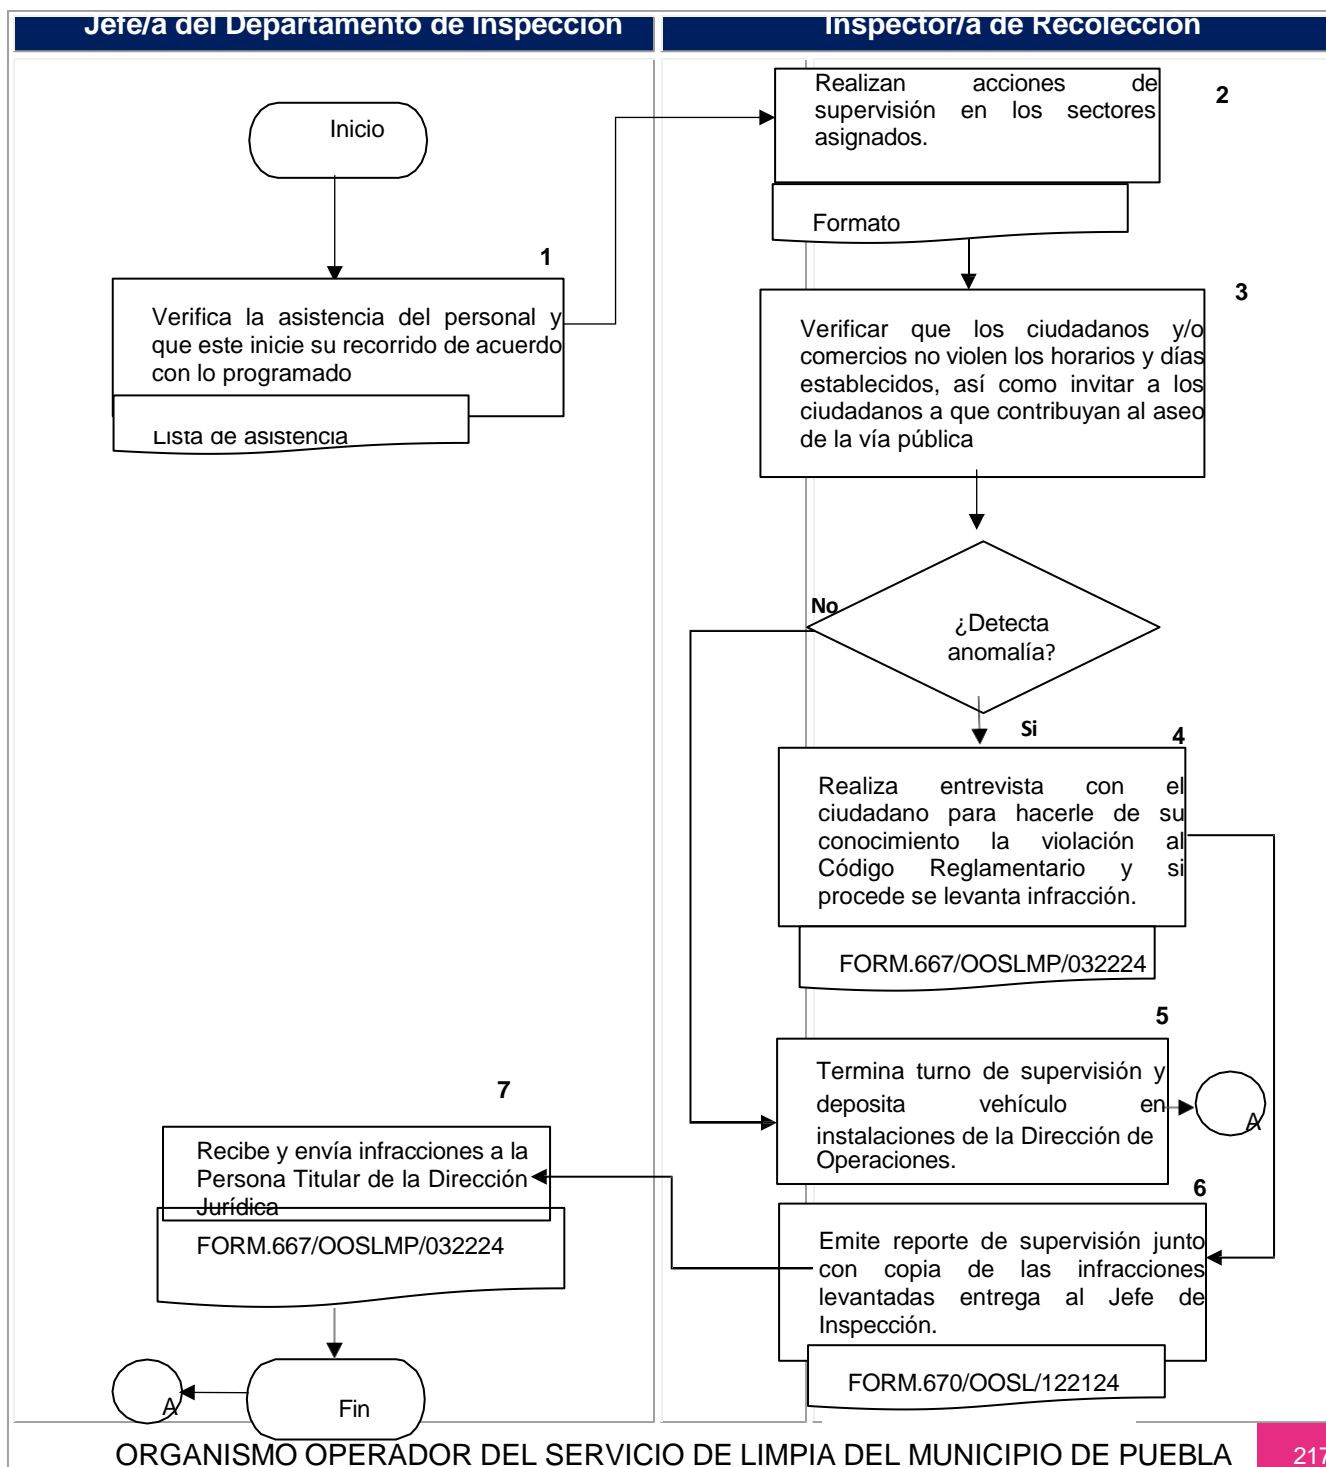 Jefe/a del Departamento de Inspección
Inspector/a de Recolección
Inicio
1
Verifica la asistencia del personal y
que este inicie su recorrido de acuerdo
con lo programado
Lista de asistencia
Realizan acciones de
supervisión en los sectores
asignados.
2
Formato
3
Verificar que los ciudadanos y/o
comercios no violen los horarios y días
establecidos, así como invitar a los
ciudadanos a que contribuyan al aseo
de la vía pública
No
¿Detecta
anomalía?
Si
4
Realiza entrevista con el
ciudadano para hacerle de su
conocimiento la violación al
Código Reglamentario y si
procede se levanta infracción.
FORM.667/OOSLMP/032224
5
Termina turno de supervisión y
deposita vehículo en
instalaciones de la Dirección de
Operaciones.
A
6
Emite reporte de supervisión junto
con copia de las infracciones
levantadas entrega al Jefe de
Inspección.
FORM.670/OOSL/122124
7
Recibe y envía infracciones a la
Persona Titular de la Dirección
Jurídica
FORM.667/OOSLMP/032224
Fin
A
ORGANISMO OPERADOR DEL SERVICIO DE LIMPIA DEL MUNICIPIO DE PUEBLA
217